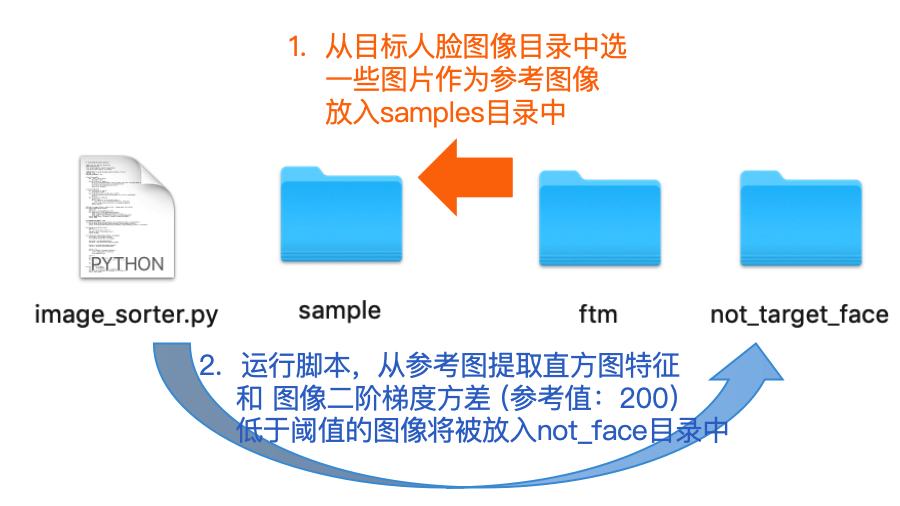 1. 从目标人脸图像目录中选
一些图片作为参考图像
放入samples目录中
PYTHON
image_sorter.py
sample
ftm
not_target_face
2. 运行脚本，从参考图提取直方图特征
和 图像二阶梯度方差 (参考值：200)
低于阈值的图像将被放入not_face目录中